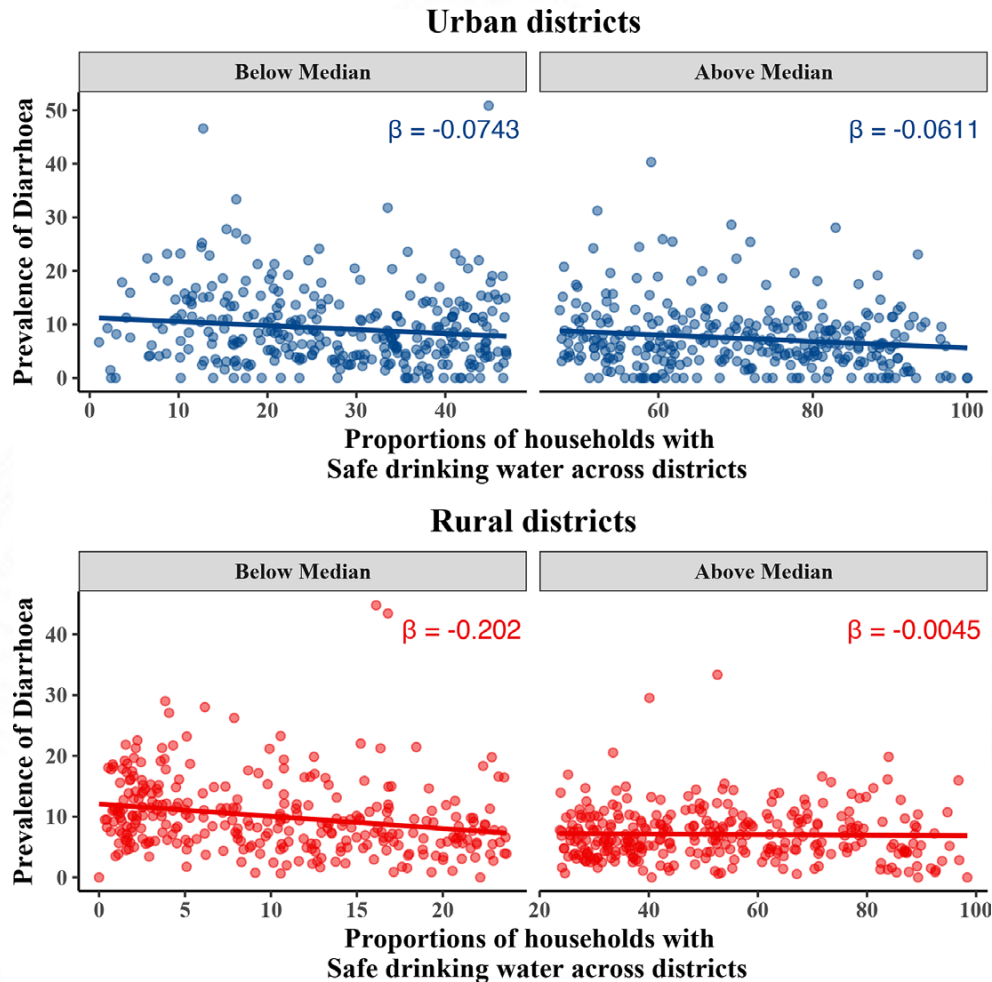 Urban districts
Below Median
Above Median
Prevalence of Diarrhoea
50
40
30
20
10
0
β = -0.0743
β = -0.0611
0 10 20 30 40
60 80 100
Proportions of households with
Safe drinking water across districts
Rural districts
Below Median
Above Median
Prevalence of Diarrhoea
40
30
20
10
0
β = -0.202
β = -0.0045
0 5 10 15 20
20 40 60 80 100
Proportions of households with
Safe drinking water across districts